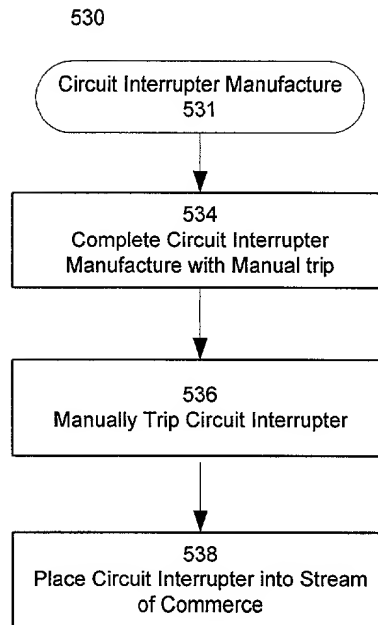 530
Circuit Interrupter Manufacture
531
534
Complete Circuit Interrupter
Manufacture with Manual trip
536
Manually Trip Circuit Interrupter
538
Place Circuit Interrupter into Stream
of Commerce